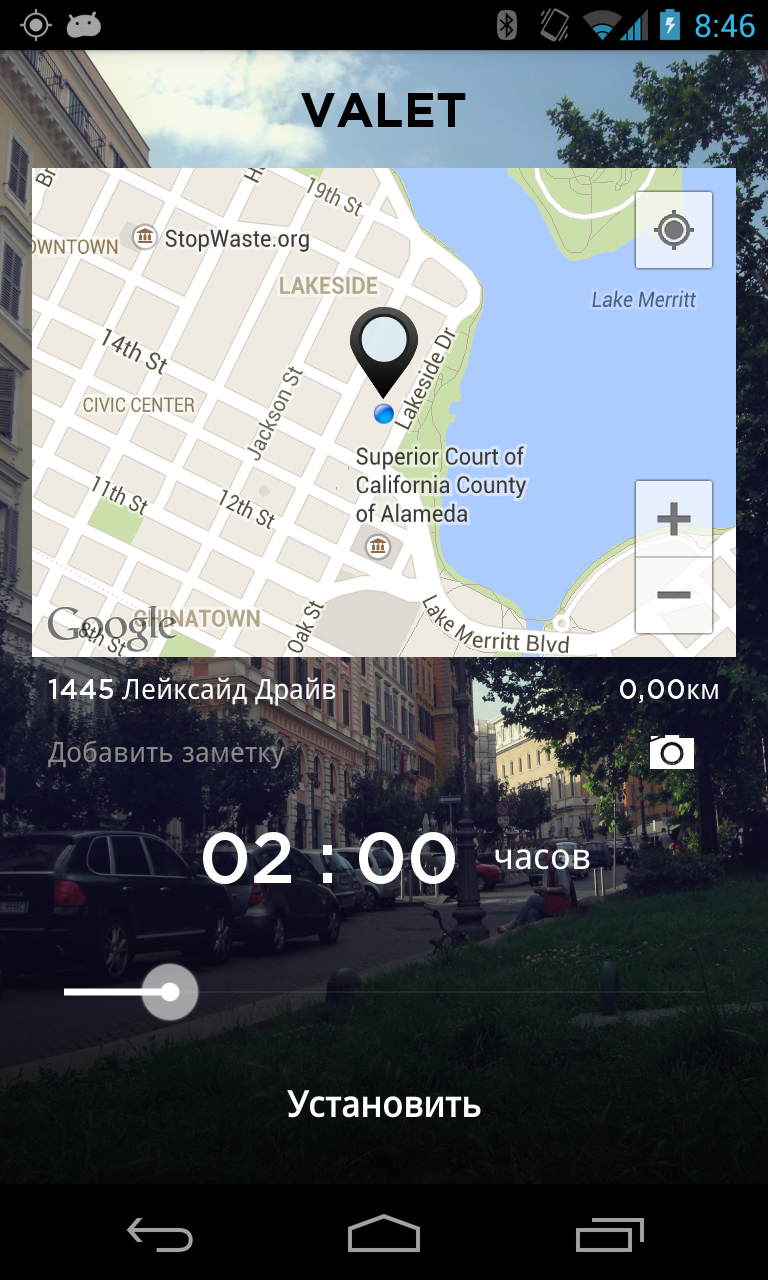 8:46
VALET
19th St
StopWaste.org
LAKESIDE
Lake Merritt
14th St
Lakeside Dr
CIVIC CENTER
Jackson St
Superior Court of
California County
of Alameda
11th St
12th St
Google
8th St
Oak St
Lake Merritt Blvd
1445 Лейксайд Драйв
0,00км
Добавить заметку
02 : 00 часов
Установить